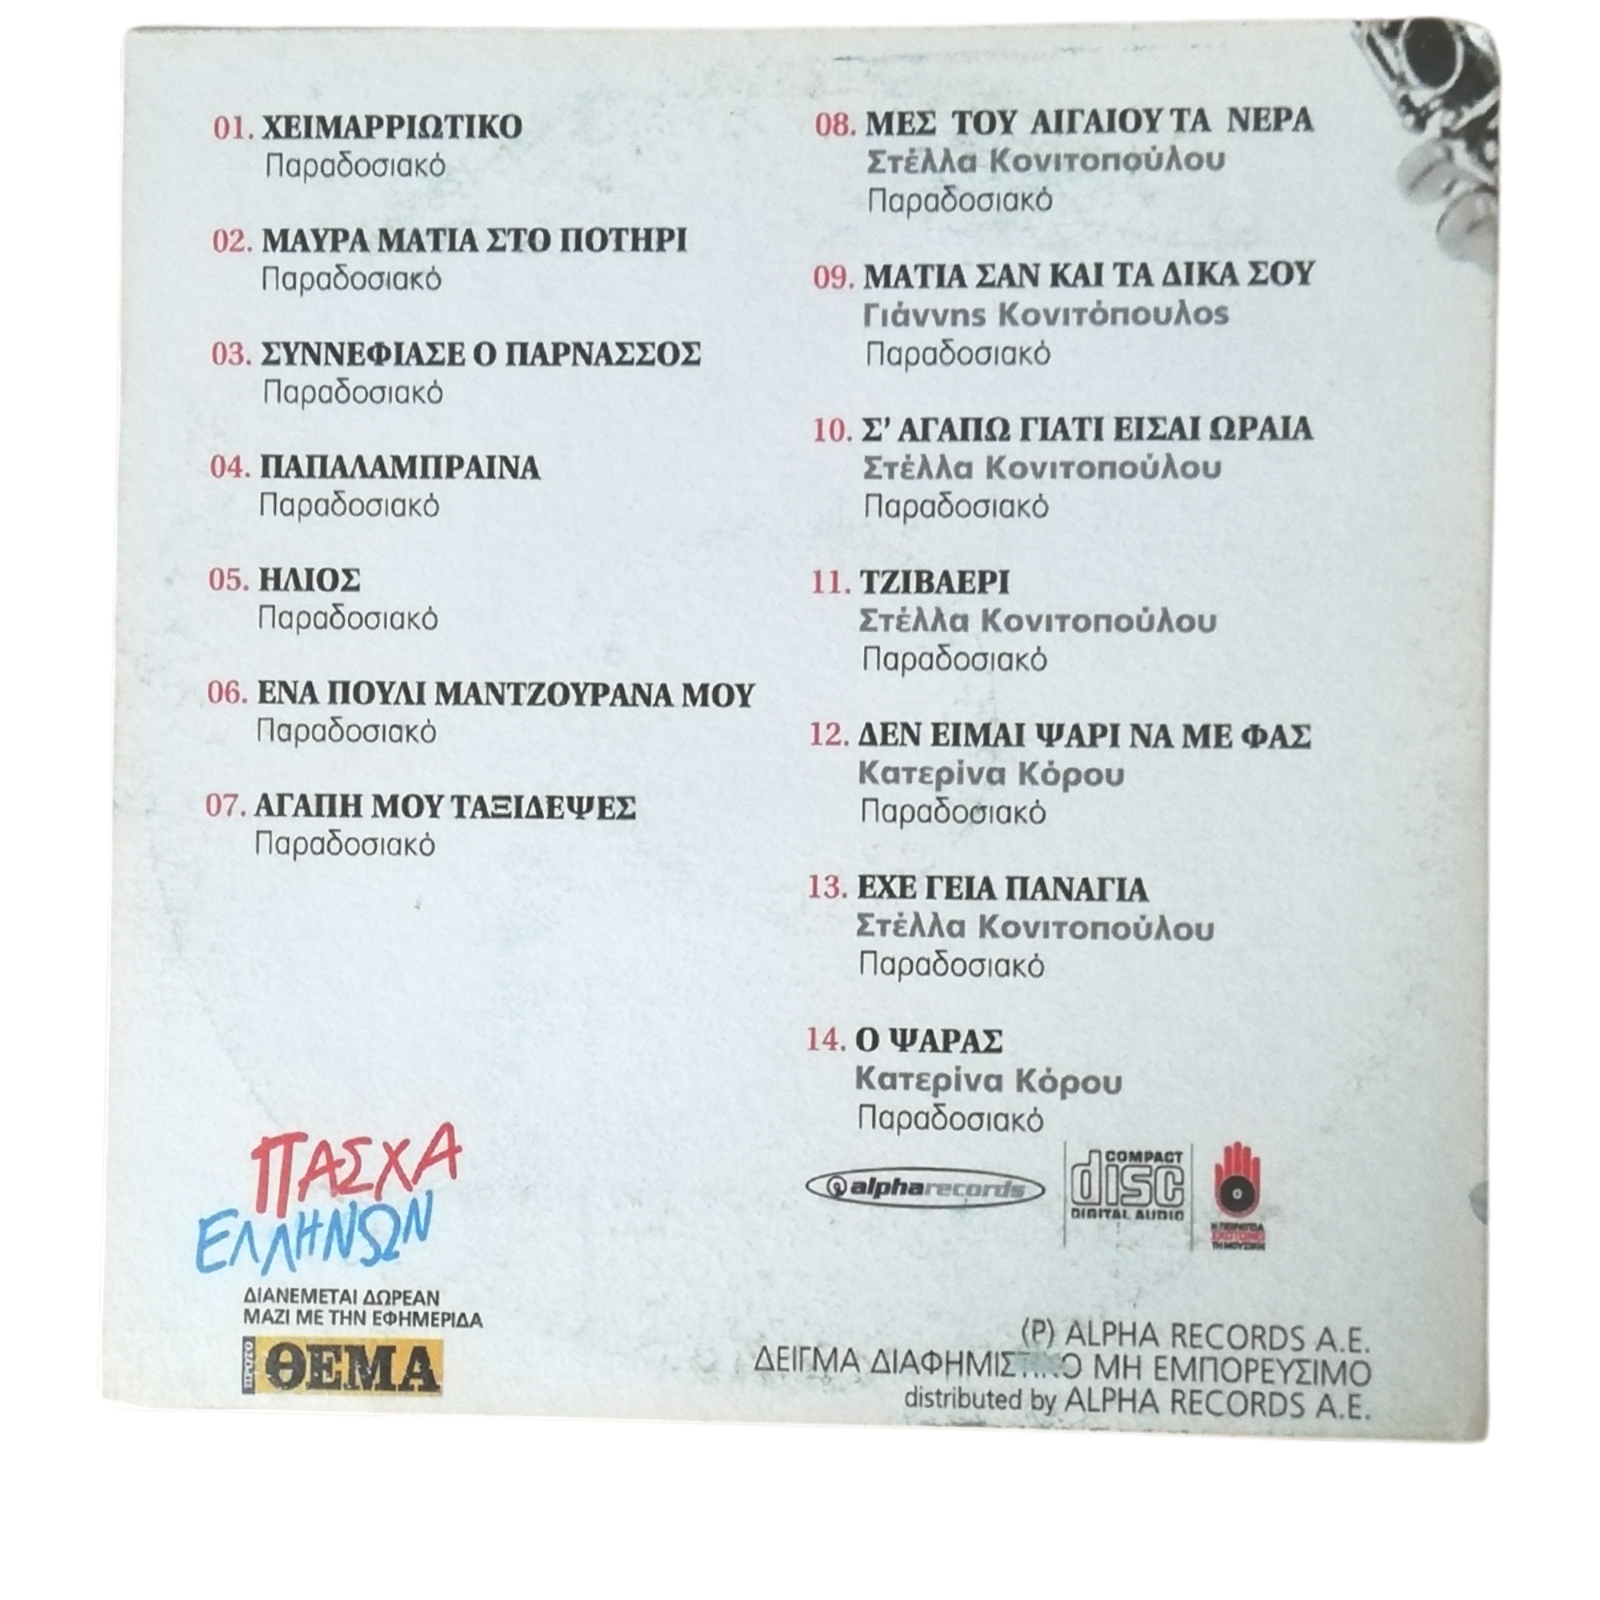 01. ΧΕΙΜΑΡΡΙΩΤΙΚΟ
Παραδοσιακό
02. ΜΑΥΡΑ ΜΑΤΙΑ ΣΤΟ ΠΟΤΗΡΙ
Παραδοσιακό
03. ΣΥΝΝΕΦΙΑΣΕ Ο ΠΑΡΝΑΣΣΟΣ
Παραδοσιακό
04. ΠΑΠΑΛΑΜΠΡΑΙΝΑ
Παραδοσιακό
05. ΗΛΙΟΣ
Παραδοσιακό
06. ΕΝΑ ΠΟΥΛΙ ΜΑΝΤΖΟΥΡΑΝΑ ΜΟΥ
Παραδοσιακό
07. ΑΓΑΠΗ ΜΟΥ ΤΑΞΙΔΕΨΕΣ
Παραδοσιακό
08. ΜΕΣ ΤΟΥ ΑΙΓΑΙΟΥ ΤΑ ΝΕΡΑ
Στέλλα Κονιτοπούλου
Παραδοσιακό
09. ΜΑΤΙΑ ΣΑΝ ΚΑΙ ΤΑ ΔΙΚΑ ΣΟΥ
Γιάννης Κονιτόπουλος
Παραδοσιακό
10. Σ' ΑΓΑΠΩ ΓΙΑΤΙ ΕΙΣΑΙ ΩΡΑΙΑ
Στέλλα Κονιτοπούλου
Παραδοσιακό
11. ΤΖΙΒΑΕΡΙ
Στέλλα Κονιτοπούλου
Παραδοσιακό
12. ΔΕΝ ΕΙΜΑΙ ΨΑΡΙ ΝΑ ΜΕ ΦΑΣ
Κατερίνα Κόρου
Παραδοσιακό
13. ΕΧΕ ΓΕΙΑ ΠΑΝΑΓΙΑ
Στέλλα Κονιτοπούλου
Παραδοσιακό
14. Ο ΨΑΡΑΣ
Κατερίνα Κόρου
Παραδοσιακό
ΠΑΣΧΑ
ΕΛΛΗΝΩΝ
ΔΙΑΝΕΜΕΤΑΙ ΔΩΡΕΑΝ
ΜΑΖΙ ΜΕ ΤΗΝ ΕΦΗΜΕΡΙΔΑ
ΠΡΩΤΟ ΘΕΜΑ
alpharecords
COMPACT
disc
DIGITAL AUDIO
Η ΠΕΙΡΑΤΕΙΑ
ΣΚΟΤΩΝΕΙ
ΤΗ ΜΟΥΣΙΚΗ
(P) ALPHA RECORDS A.E.
ΔΕΙΓΜΑ ΔΙΑΦΗΜΙΣΤΙΚΟ ΜΗ ΕΜΠΟΡΕΥΣΙΜΟ
distributed by ALPHA RECORDS A.E.